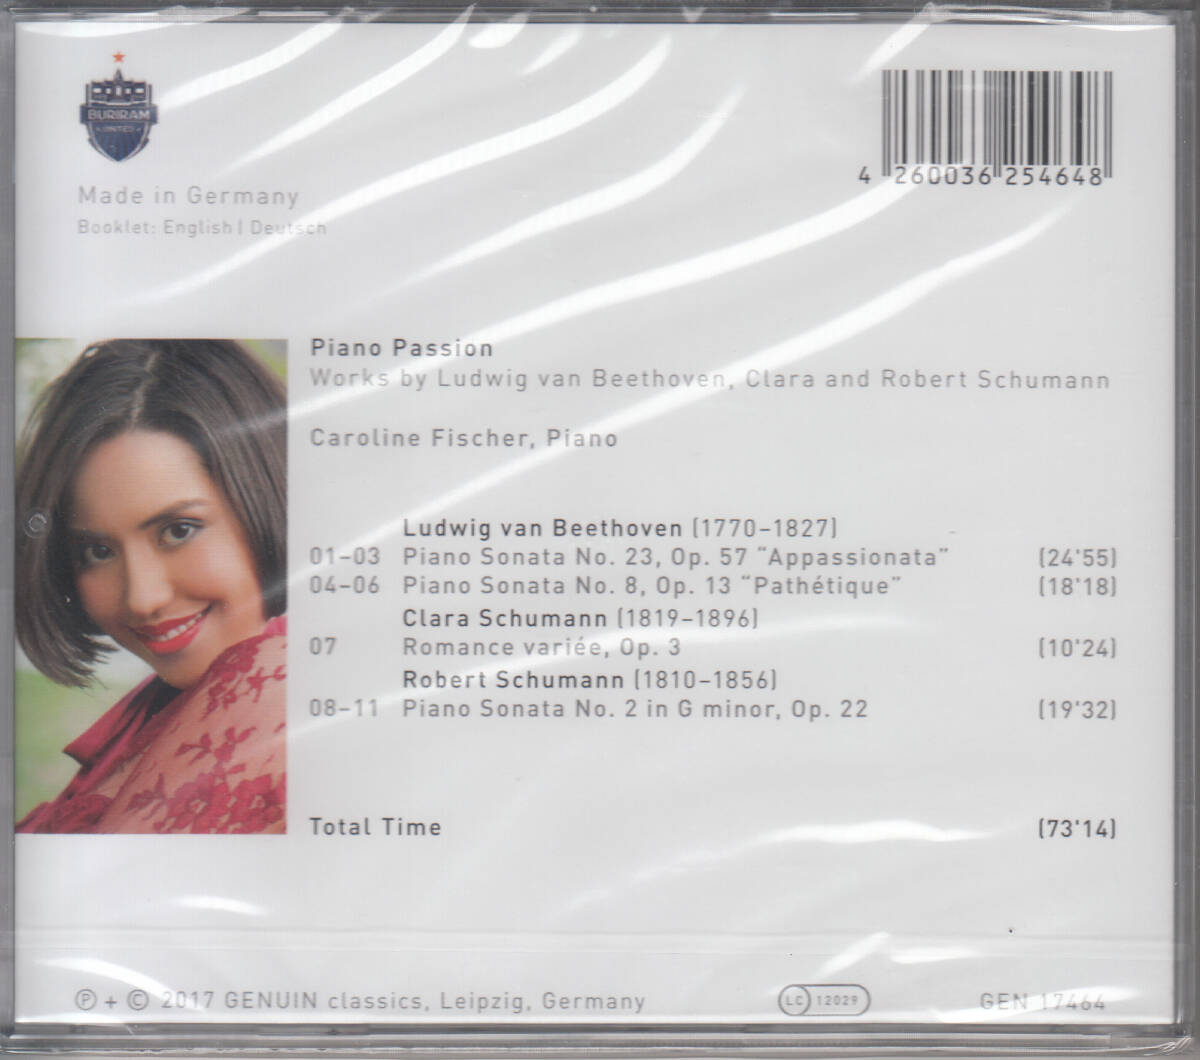 BURIRAM
UNITED
Made in Germany
Booklet: English | Deutsch
4 260036 254648
Piano Passion
Works by Ludwig van Beethoven, Clara and Robert Schumann
Caroline Fischer, Piano
Ludwig van Beethoven (1770–1827)
01–03 Piano Sonata No. 23, Op. 57 "Appassionata" (24'55)
04–06 Piano Sonata No. 8, Op. 13 "Pathétique" (18'18)
Clara Schumann (1819–1896)
07 Romance variée, Op. 3 (10'24)
Robert Schumann (1810–1856)
08–11 Piano Sonata No. 2 in G minor, Op. 22 (19'32)
Total Time (73'14)
℗ + © 2017 GENUIN classics, Leipzig, Germany LC 12029 GEN 17464